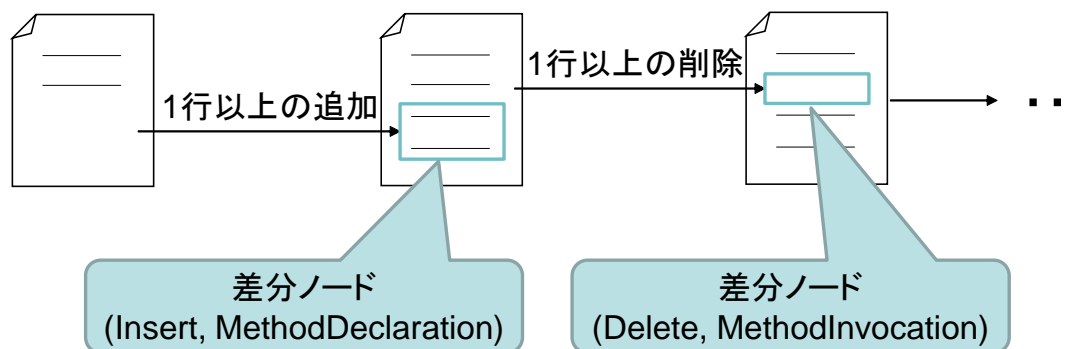 1行以上の追加
1行以上の削除
差分ノード
(Insert, MethodDeclaration)
差分ノード
(Delete, MethodInvocation)